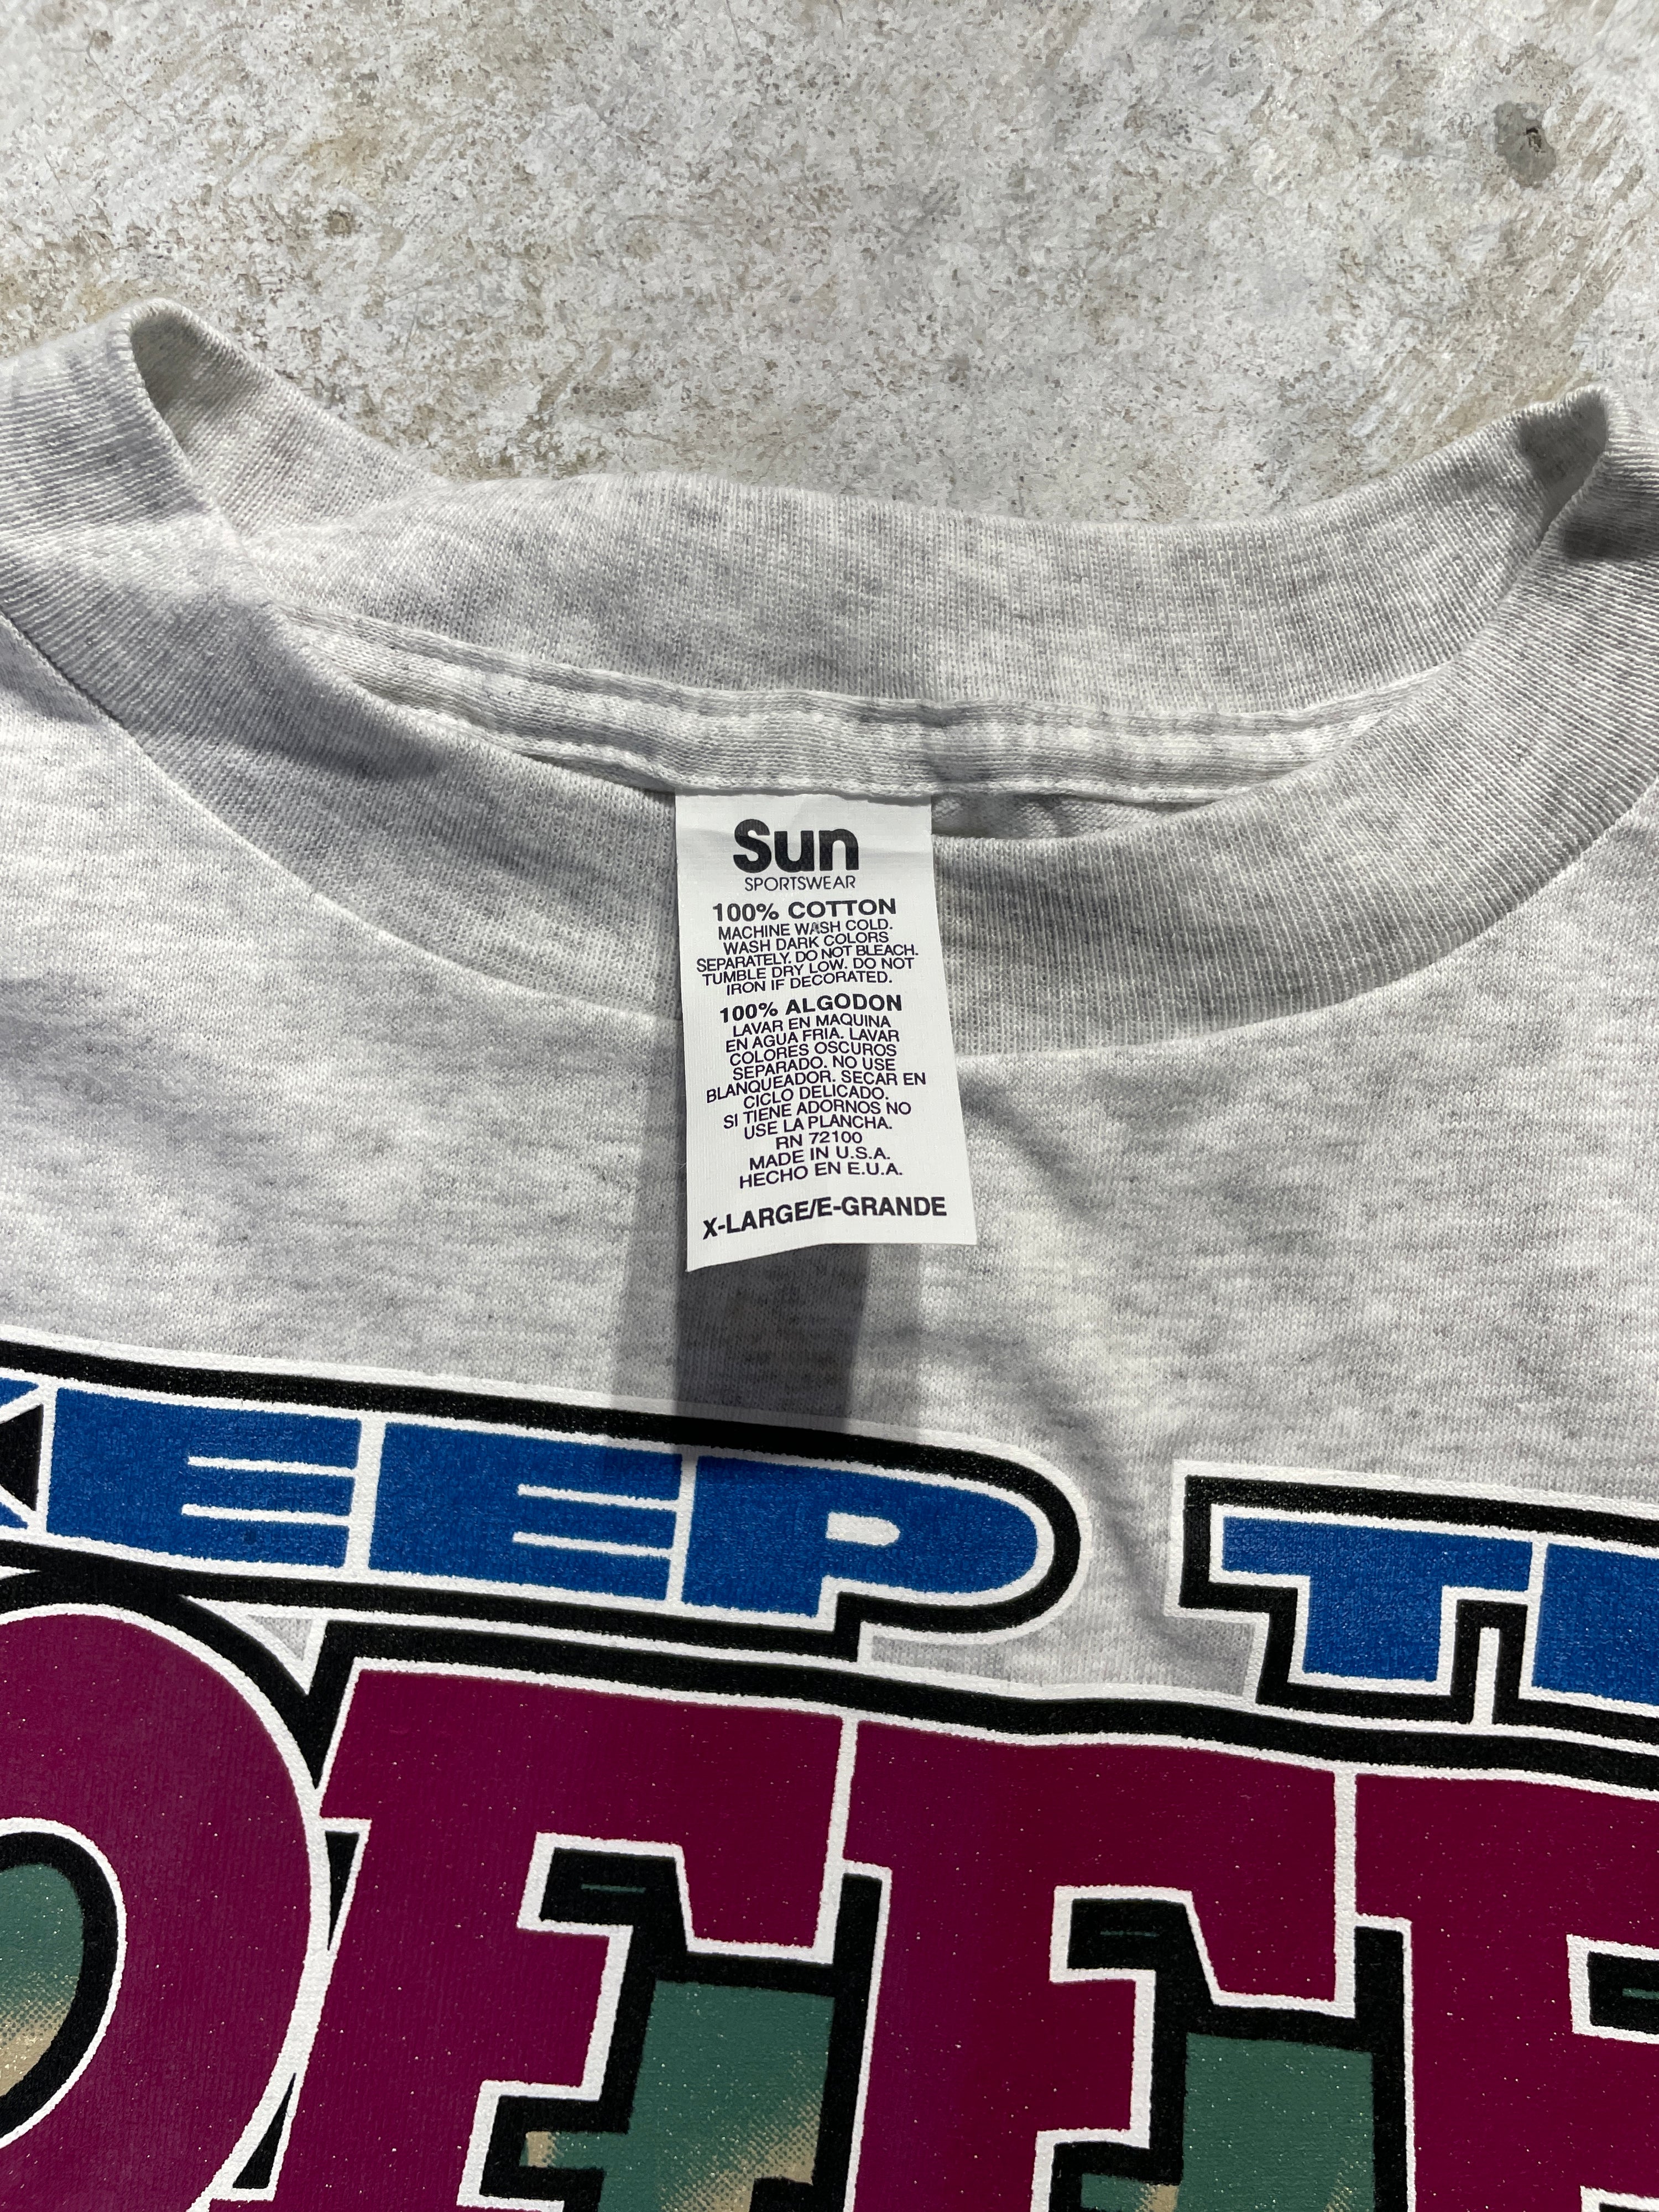 Sun
SPORTSWEAR
100% COTTON
MACHINE WASH COLD.
WASH DARK COLORS
SEPARATELY. DO NOT BLEACH.
TUMBLE DRY LOW. DO NOT
IRON IF DECORATED.
100% ALGODON
LAVAR EN MAQUINA
EN AGUA FRIA. LAVAR
COLORES OSCUROS
SEPARADO. NO USE
BLANQUEADOR. SECAR EN
CICLO DELICADO.
SI TIENE ADORNOS NO
USE LA PLANCHA.
RN 72100
MADE IN U.S.A.
HECHO EN E.U.A.
X-LARGE/E-GRANDE
KEEP